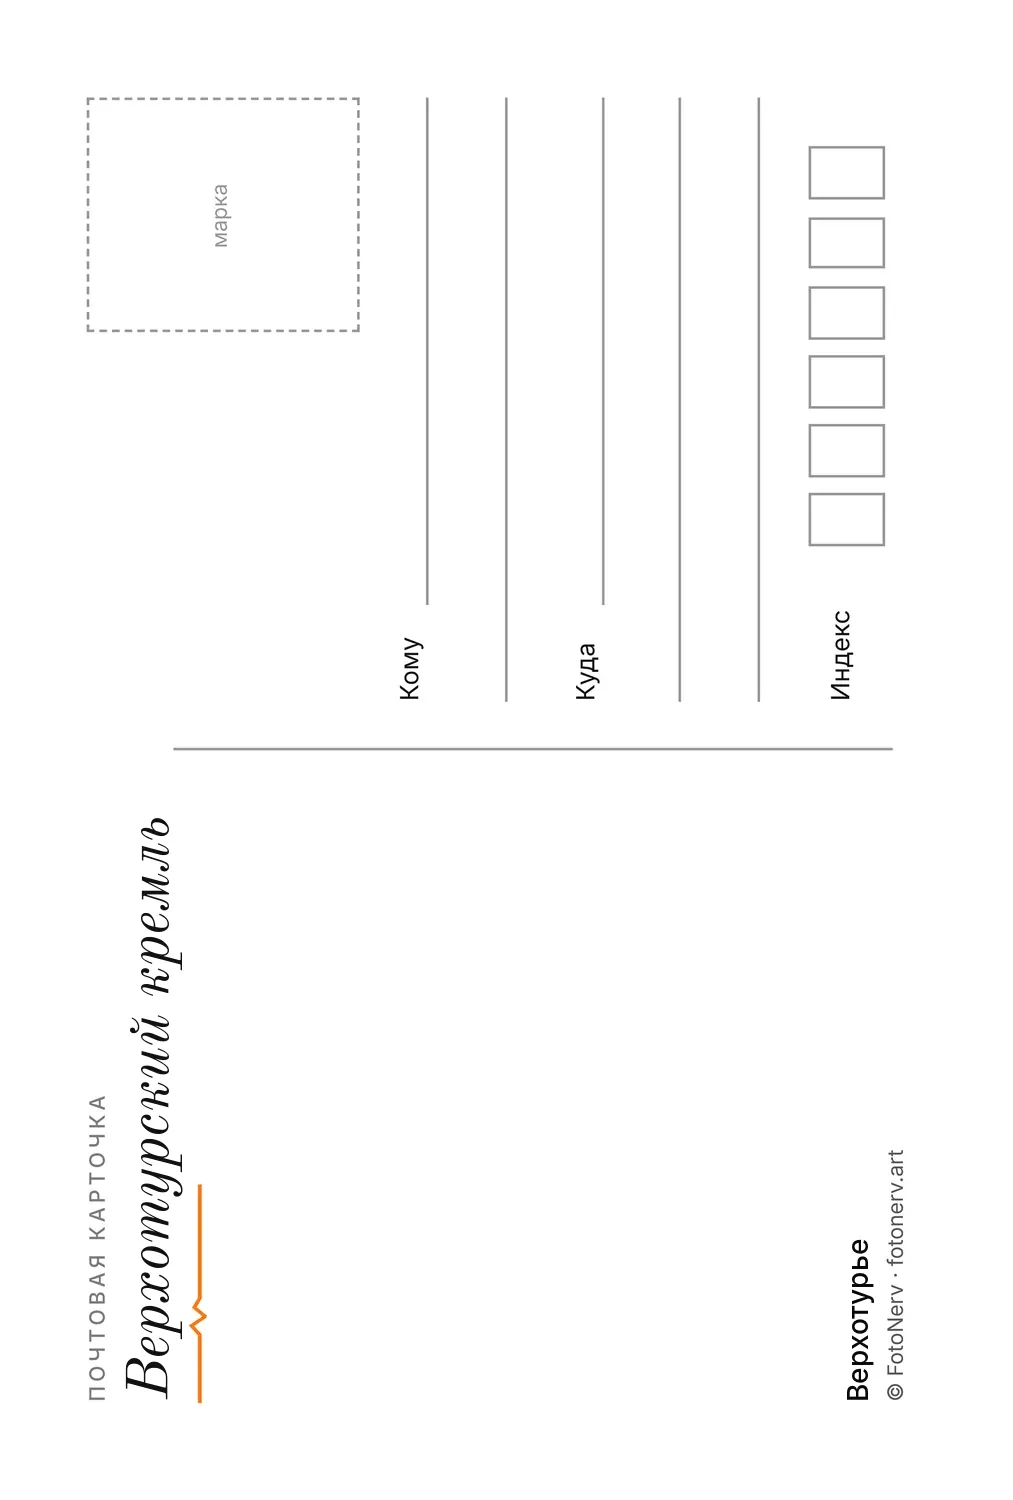 ПОЧТОВАЯ КАРТОЧКА
Верхотурский кремль
Верхотурье
© FotoNerv · fotonerv.art
марка
Кому
Куда
Индекс